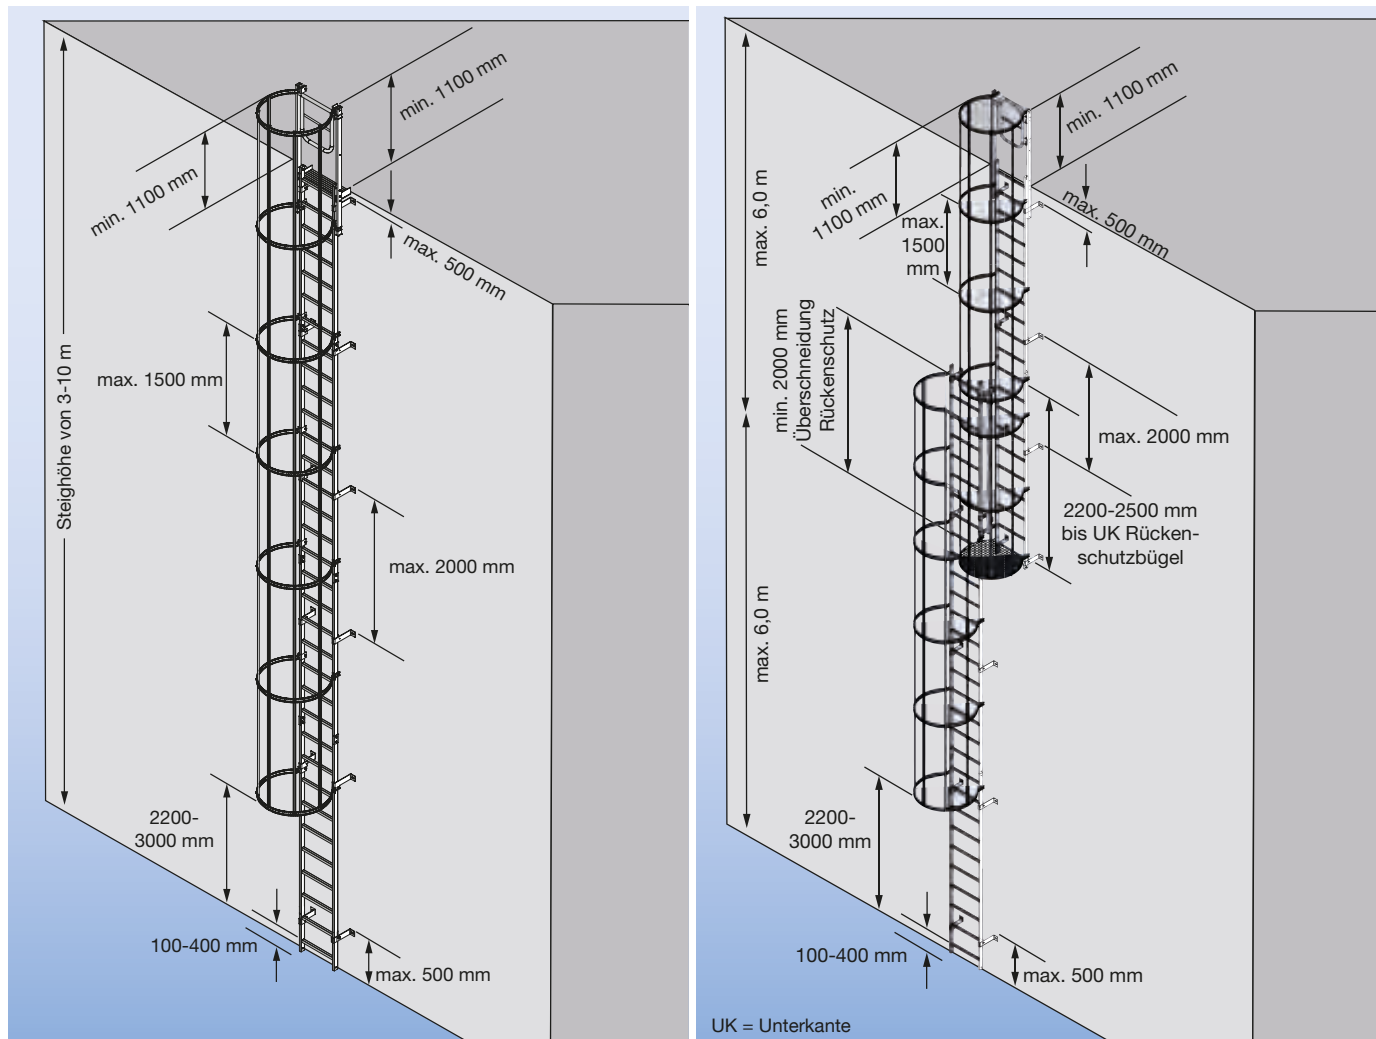 min. 1100 mm
min. 1100 mm
max. 500 mm
Steighöhe von 3-10 m
max. 1500 mm
max. 2000 mm
2200-
3000 mm
100-400 mm
max. 500 mm
min. 1100 mm
max. 6,0 m
min.
1100 mm
max. 500 mm
max.
1500
mm
min. 2000 mm
Überschneidung
Rückenschutz
max. 2000 mm
2200-2500 mm
bis UK Rücken-
schutzbügel
max. 6,0 m
2200-
3000 mm
100-400 mm
max. 500 mm
UK = Unterkante